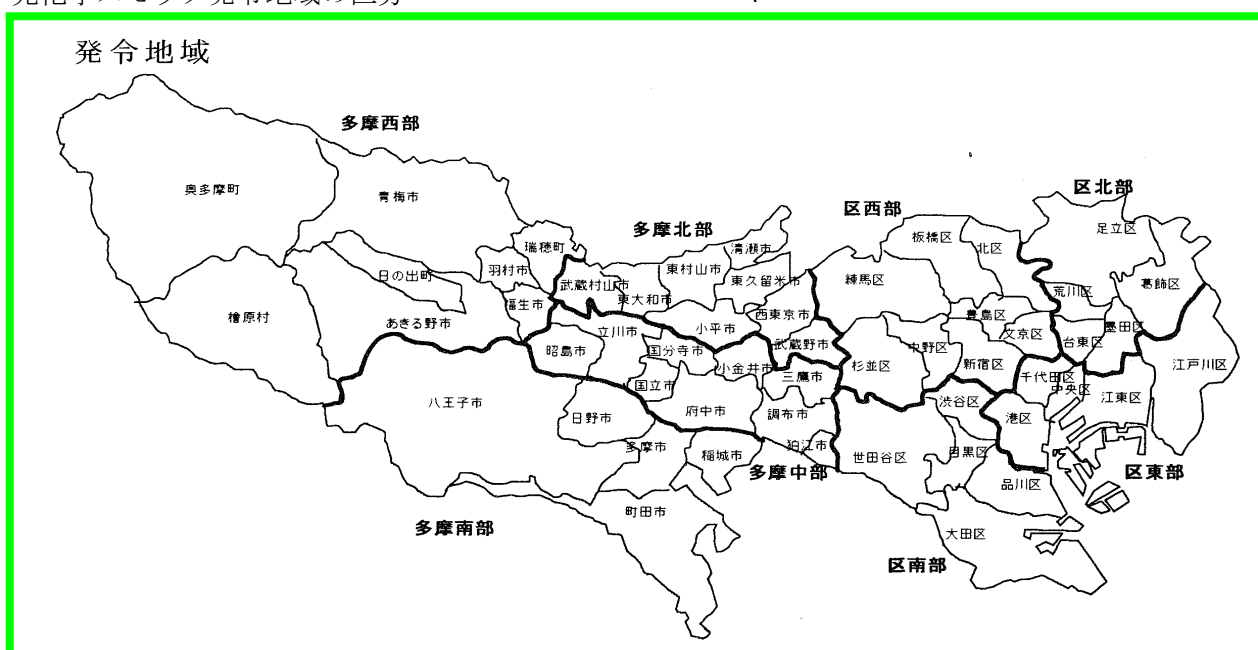 発令地域
多摩西部
奥多摩町
青梅市
瑞穂町
羽村市
日の出町
福生市
檜原村
あきる野市
多摩北部
清瀬市
東村山市
武蔵村山市
東大和市
東久留米市
小平市
西東京市
武蔵野市
立川市
昭島市
国分寺市
小金井市
三鷹市
国立市
府中市
調布市
狛江市
多摩中部
八王子市
日野市
多摩市
稲城市
町田市
多摩南部
区西部
板橋区
北区
練馬区
豊島区
文京区
中野区
杉並区
新宿区
区北部
足立区
葛飾区
荒川区
台東区
墨田区
江戸川区
千代田区
中央区
江東区
港区
区東部
渋谷区
世田谷区
目黒区
品川区
大田区
区南部